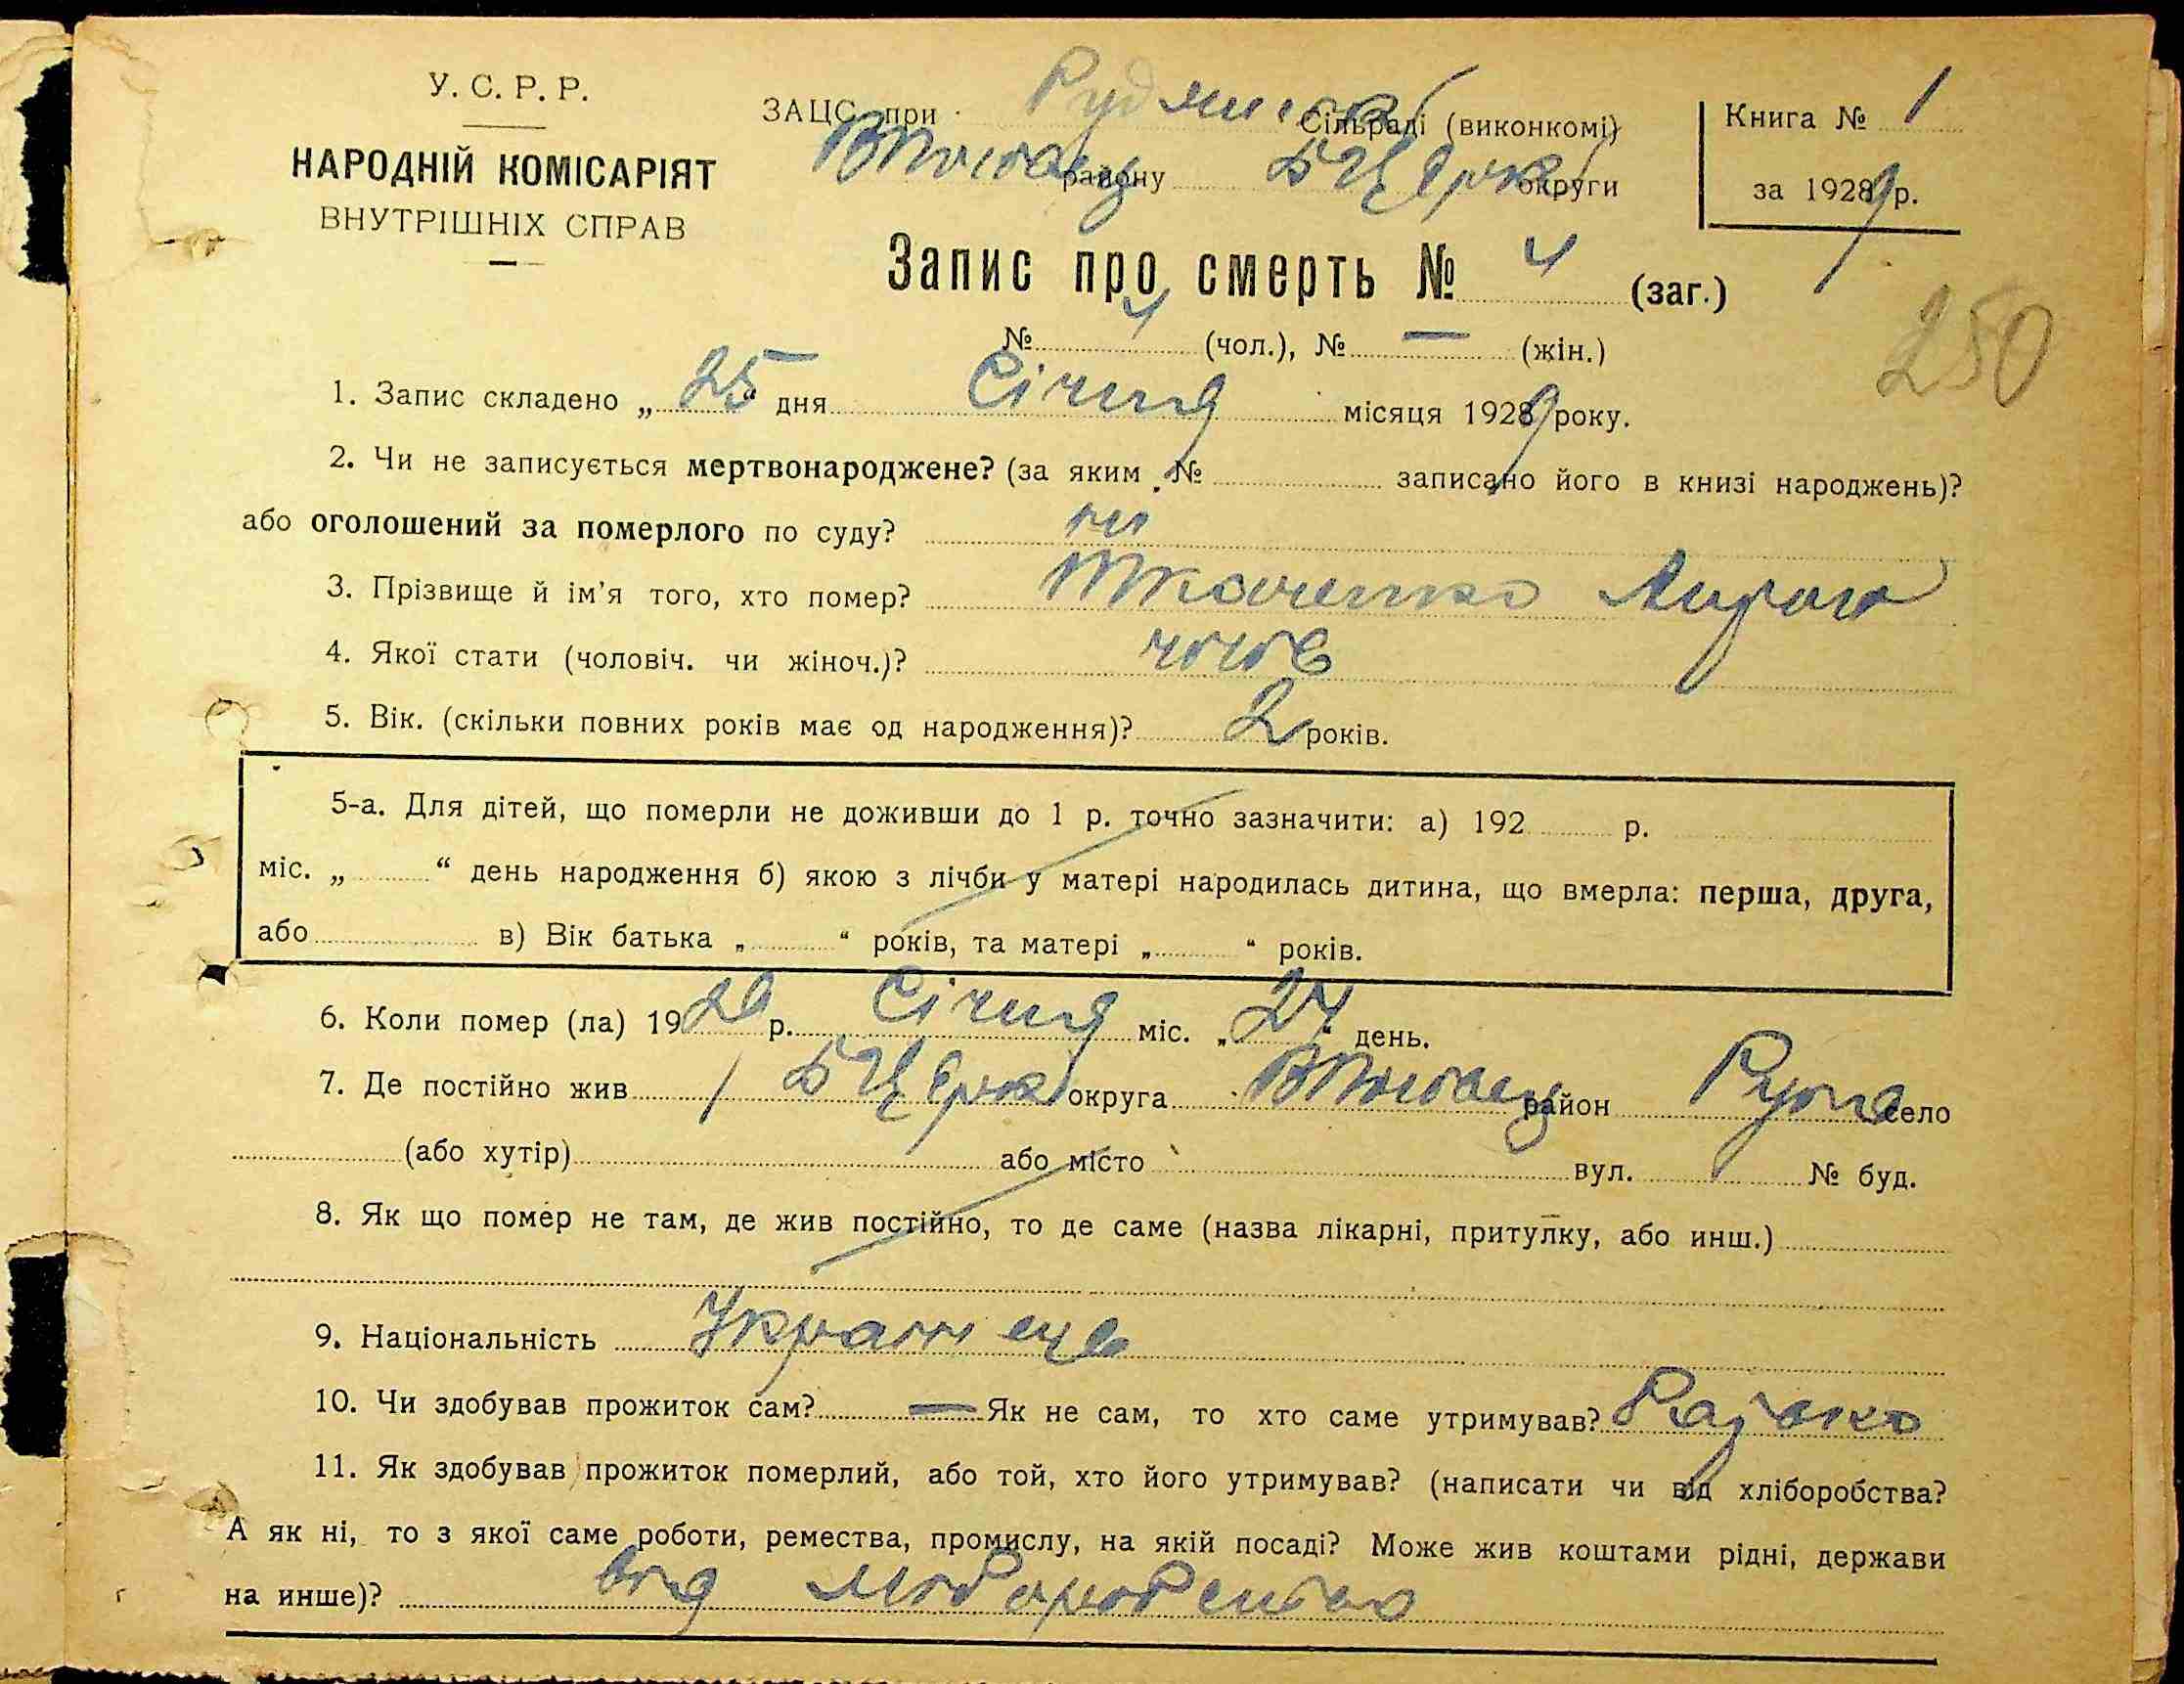 У. С. Р. Р.
НАРОДНІЙ КОМІСАРІЯТ
ВНУТРІШНІХ СПРАВ
ЗАЦС при Рудянській Сільраді (виконкомі)
району БЦерк округи
Книга № 1
за 1929 р.
Запис про смерть № 4 (заг.)
№ 4 (чол.), № — (жін.)
250
1. Запис складено „ 25 " дня Січня місяця 1929 року.
2. Чи не записується мертвонароджене? (за яким № записано його в книзі народжень)?
або оголошений за померлого по суду? ні
3. Прізвище й ім'я того, хто помер? Ткаченко
4. Якої стати (чоловіч. чи жіноч.)? чолов
5. Вік. (скільки повних років має од народження)? 2 років.
5-а. Для дітей, що померли не доживши до 1 р. точно зазначити: а) 192 р.
міс. „ “ день народження б) якою з лічби у матері народилась дитина, що вмерла: перша, друга,
або в) Вік батька „ “ років, та матері „ “ років.
6. Коли помер (ла) 1929 р. Січня міс. „ 24 “ день.
7. Де постійно жив БЦерк округа район село
(або хутір) або місто вул. № буд.
8. Як що помер не там, де жив постійно, то де саме (назва лікарні, притулку, або инш.)
9. Національність Українець
10. Чи здобував прожиток сам? — Як не сам, то хто саме утримував? Батько
11. Як здобував прожиток померлий, або той, хто його утримував? (написати чи від хліборобства?
А як ні, то з якої саме роботи, ремества, промислу, на якій посаді? Може жив коштами рідні, держави
на инше)? від хліборобства